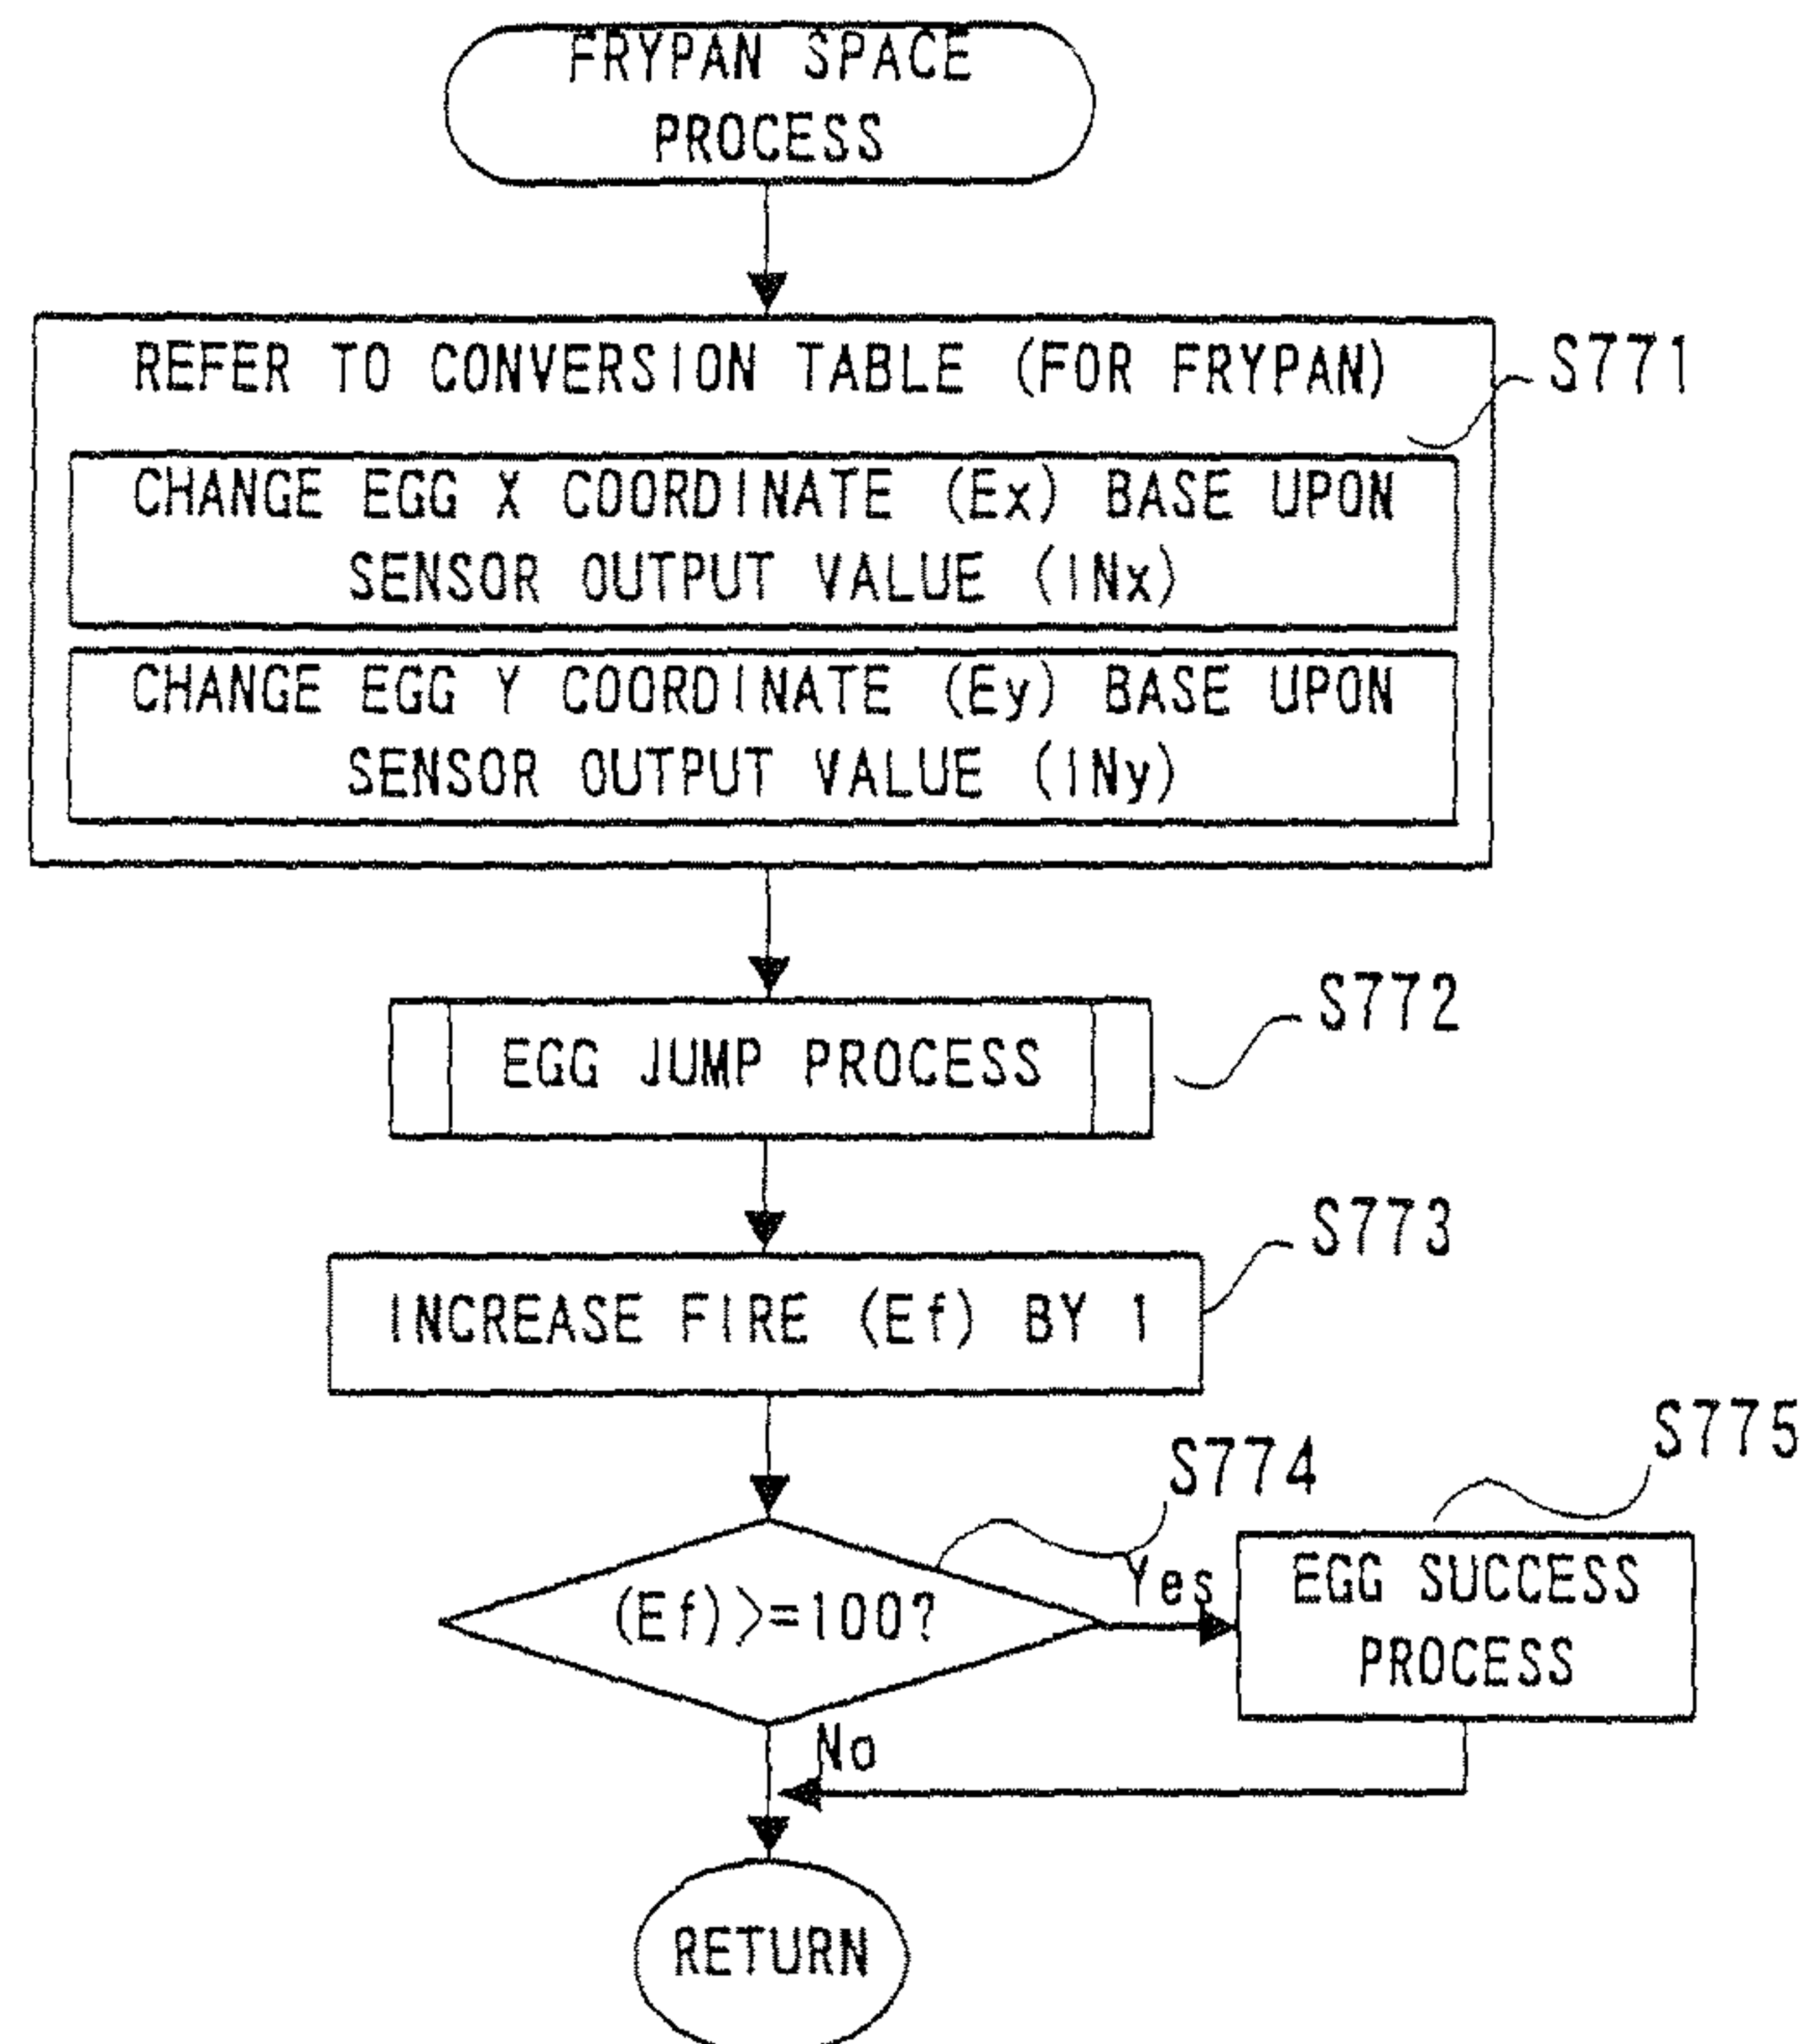 FRYPAN SPACE
PROCESS
REFER TO CONVERSION TABLE (FOR FRYPAN)
S771
CHANGE EGG X COORDINATE (Ex) BASE UPON
SENSOR OUTPUT VALUE (INx)
CHANGE EGG Y COORDINATE (Ey) BASE UPON
SENSOR OUTPUT VALUE (INy)
S772
EGG JUMP PROCESS
S773
INCREASE FIRE (Ef) BY 1
S774
S775
(Ef)>=100?
Yes
EGG SUCCESS
PROCESS
No
RETURN